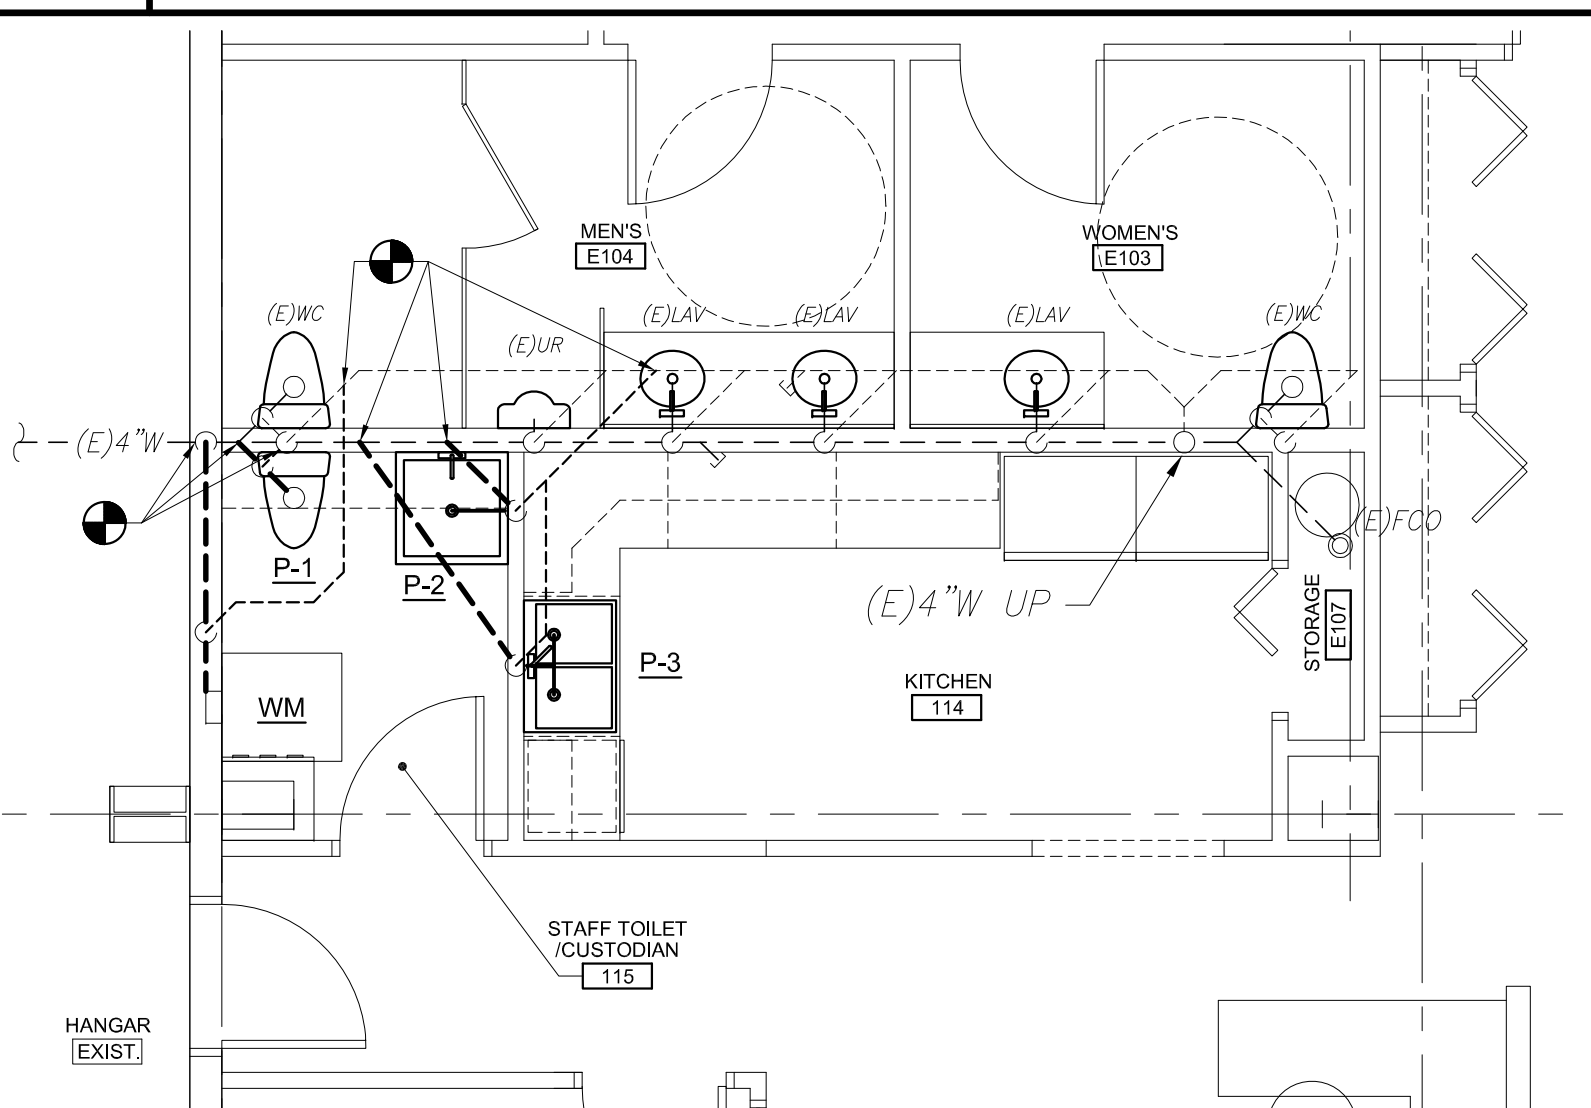 MEN'S
E104
WOMEN'S
E103
(E)WC
(E)UR
(E)LAV
(E)LAV
(E)LAV
(E)WC
(E)4"W
(E)FCO
P-1
P-2
(E)4"W UP
STORAGE
E107
P-3
KITCHEN
114
WM
STAFF TOILET
/CUSTODIAN
115
HANGAR
EXIST.